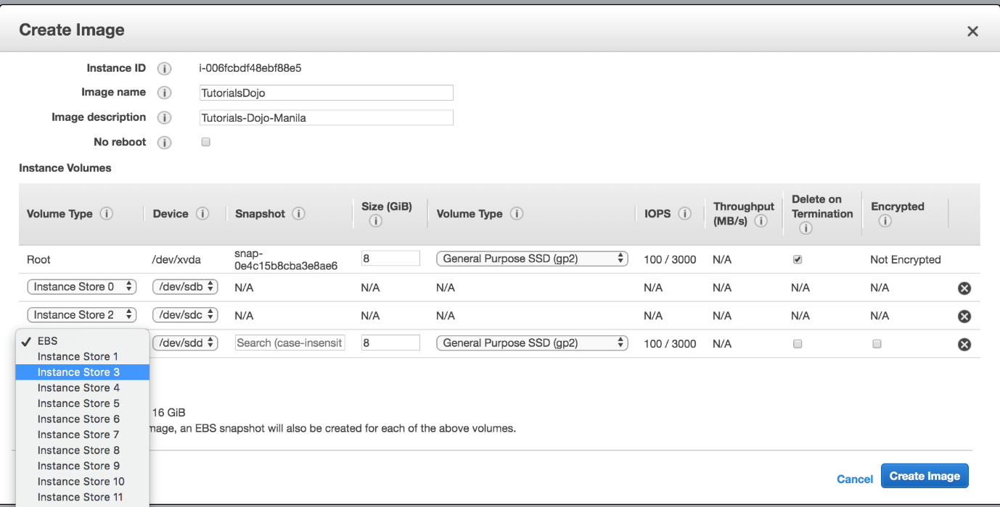 Create Image
Instance ID i-006fcbdf48ebf88e5
Image name TutorialsDojo
Image description Tutorials-Dojo-Manila
No reboot
Instance Volumes
Volume Type Device Snapshot Size (GiB) Volume Type IOPS Throughput (MB/s) Delete on Termination Encrypted
Root /dev/xvda snap-0e4c15b8cba3e8ae6 8 General Purpose SSD (gp2) 100 / 3000 N/A Not Encrypted
Instance Store 0 /dev/sdb N/A N/A N/A N/A N/A N/A N/A
Instance Store 2 /dev/sdc N/A N/A N/A N/A N/A N/A N/A
EBS /dev/sdd Search (case-insensit 8 General Purpose SSD (gp2) 100 / 3000 N/A
Instance Store 1
Instance Store 3
Instance Store 4
Instance Store 5
Instance Store 6 16 GiB
Instance Store 7 mage, an EBS snapshot will also be created for each of the above volumes.
Instance Store 8
Instance Store 9
Instance Store 10
Instance Store 11
Cancel Create Image